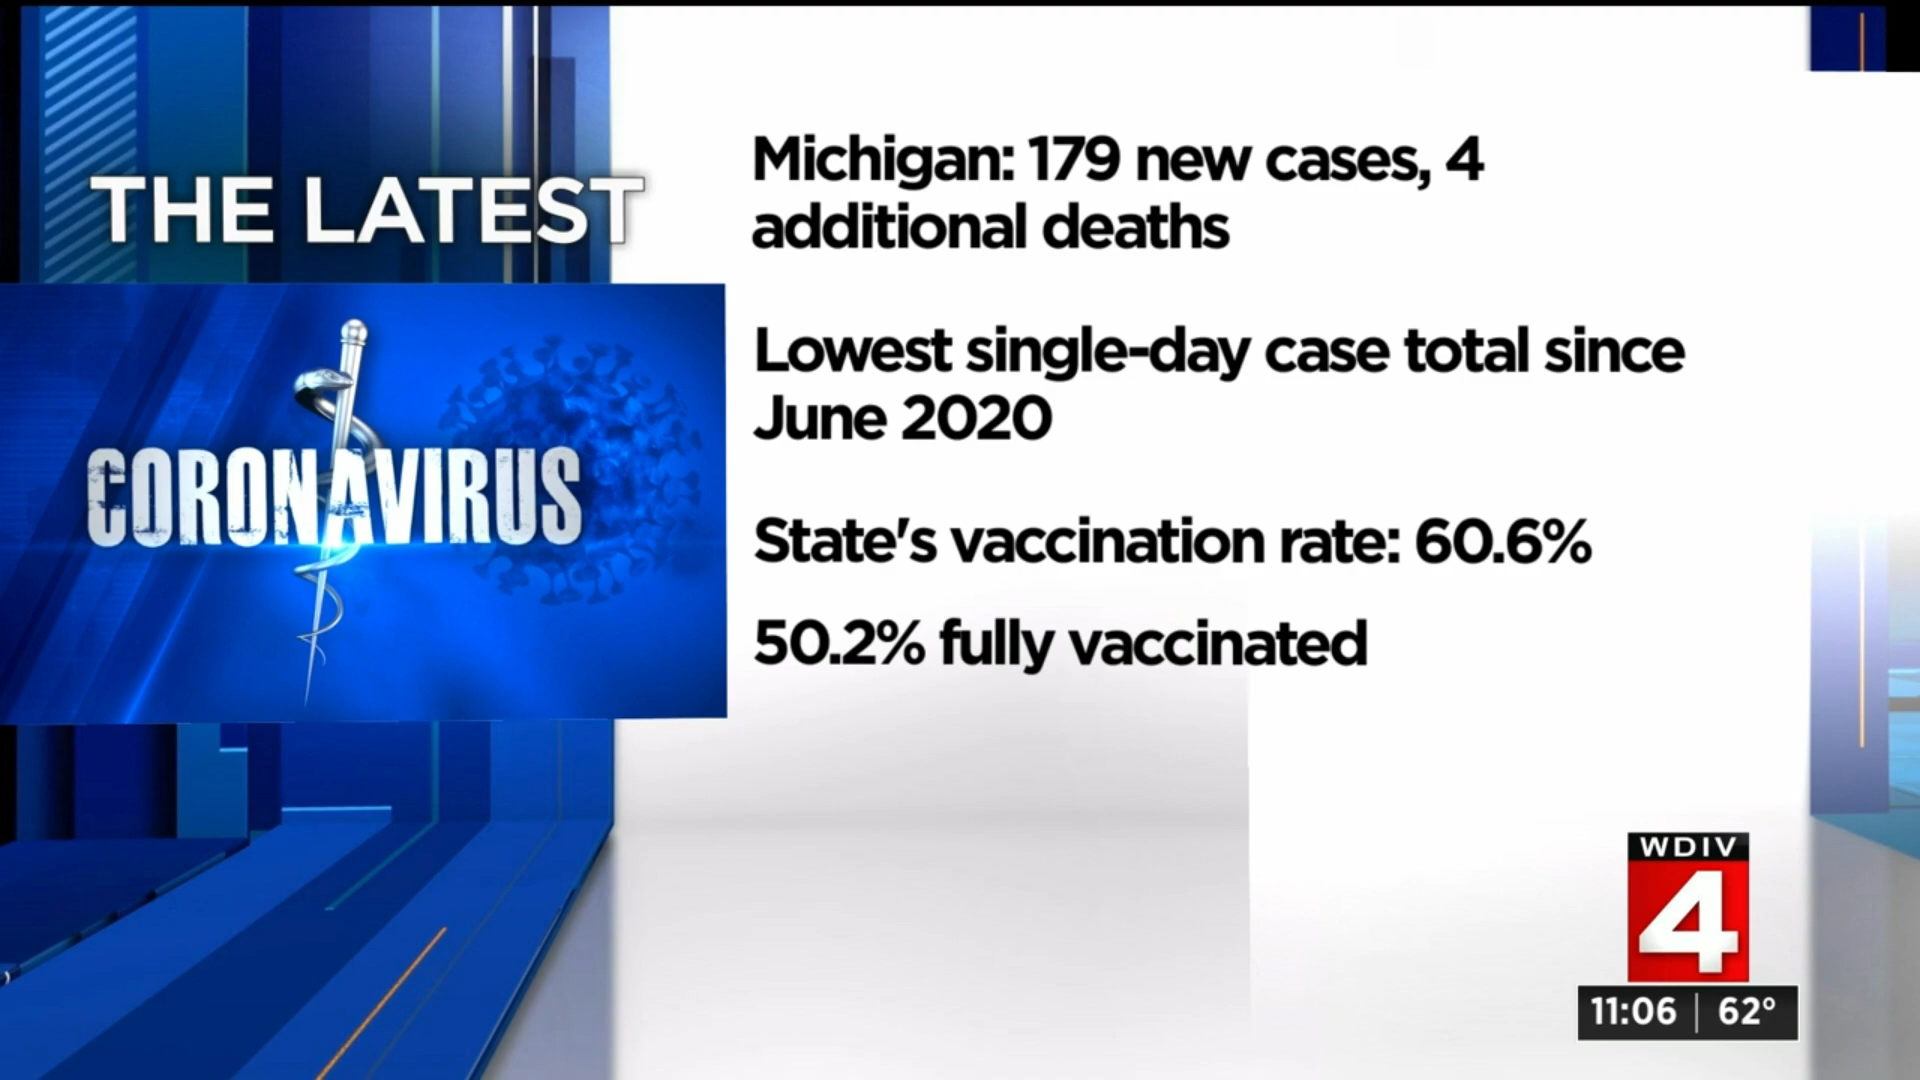 THE LATEST
CORONAVIRUS
Michigan: 179 new cases, 4
additional deaths
Lowest single-day case total since
June 2020
State's vaccination rate: 60.6%
50.2% fully vaccinated
WDIV
4
11:06 | 62°